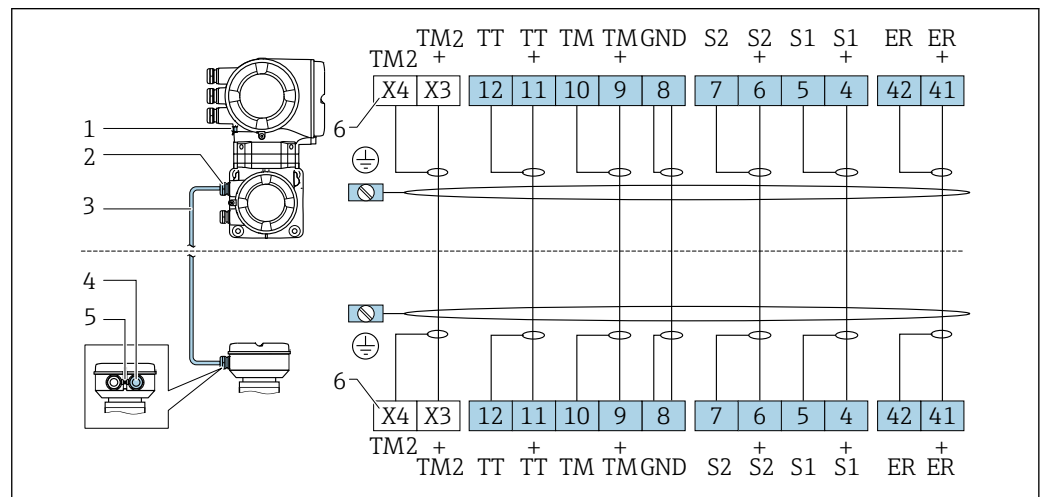 TM2 TT TT TM TM GND S2 S2 S1 S1 ER ER
TM2 + + + + + +
X4 X3 12 11 10 9 8 7 6 5 4 42 41
6
1
2
3
4
5
6
X4 X3 12 11 10 9 8 7 6 5 4 42 41
TM2 + + + + + +
TM2 TT TT TM TM GND S2 S2 S1 S1 ER ER